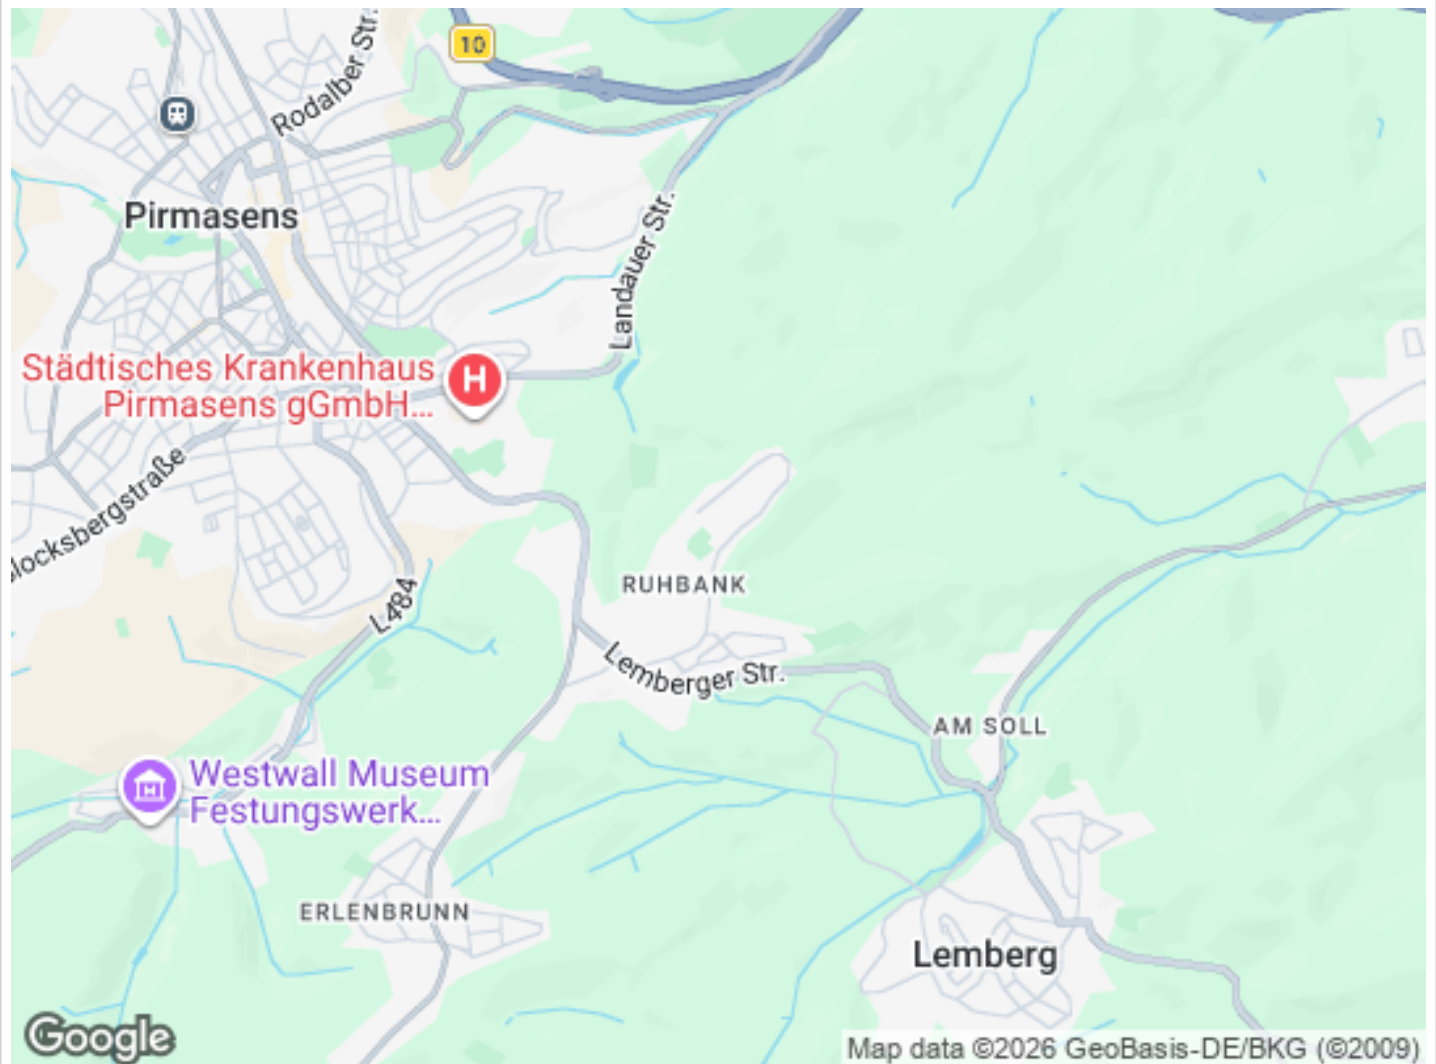 10
Rodalber Str.
Pirmasens
Landauer Str.
Städtisches Krankenhaus
Pirmasens gGmbH...
H
locksbergstraße
L484
RUHBANK
Lemberger Str.
AM SOLL
Westwall Museum
Festungswerk...
ERLENBRUNN
Lemberg
Google
Map data ©2026 GeoBasis-DE/BKG (©2009)